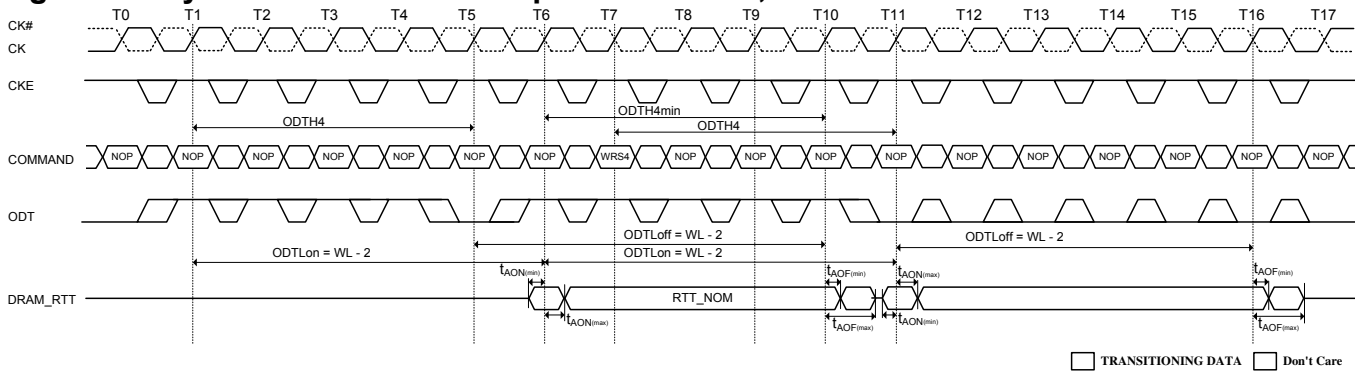 T0 T1 T2 T3 T4 T5 T6 T7 T8 T9 T10 T11 T12 T13 T14 T15 T16 T17
CK#
CK
CKE
ODTH4 ODTH4min
ODTH4
COMMAND NOP NOP NOP NOP NOP NOP NOP WRS4 NOP NOP NOP NOP NOP NOP NOP NOP NOP NOP
ODT
ODTLoff = WL - 2 ODTLoff = WL - 2
ODTLon = WL - 2 ODTLon = WL - 2
tAON(min) tAOF(min) tAON(max) tAOF(min)
DRAM_RTT RTT_NOM
tAON(max) tAOF(max) tAON(min) tAOF(max)
TRANSITIONING DATA Don't Care